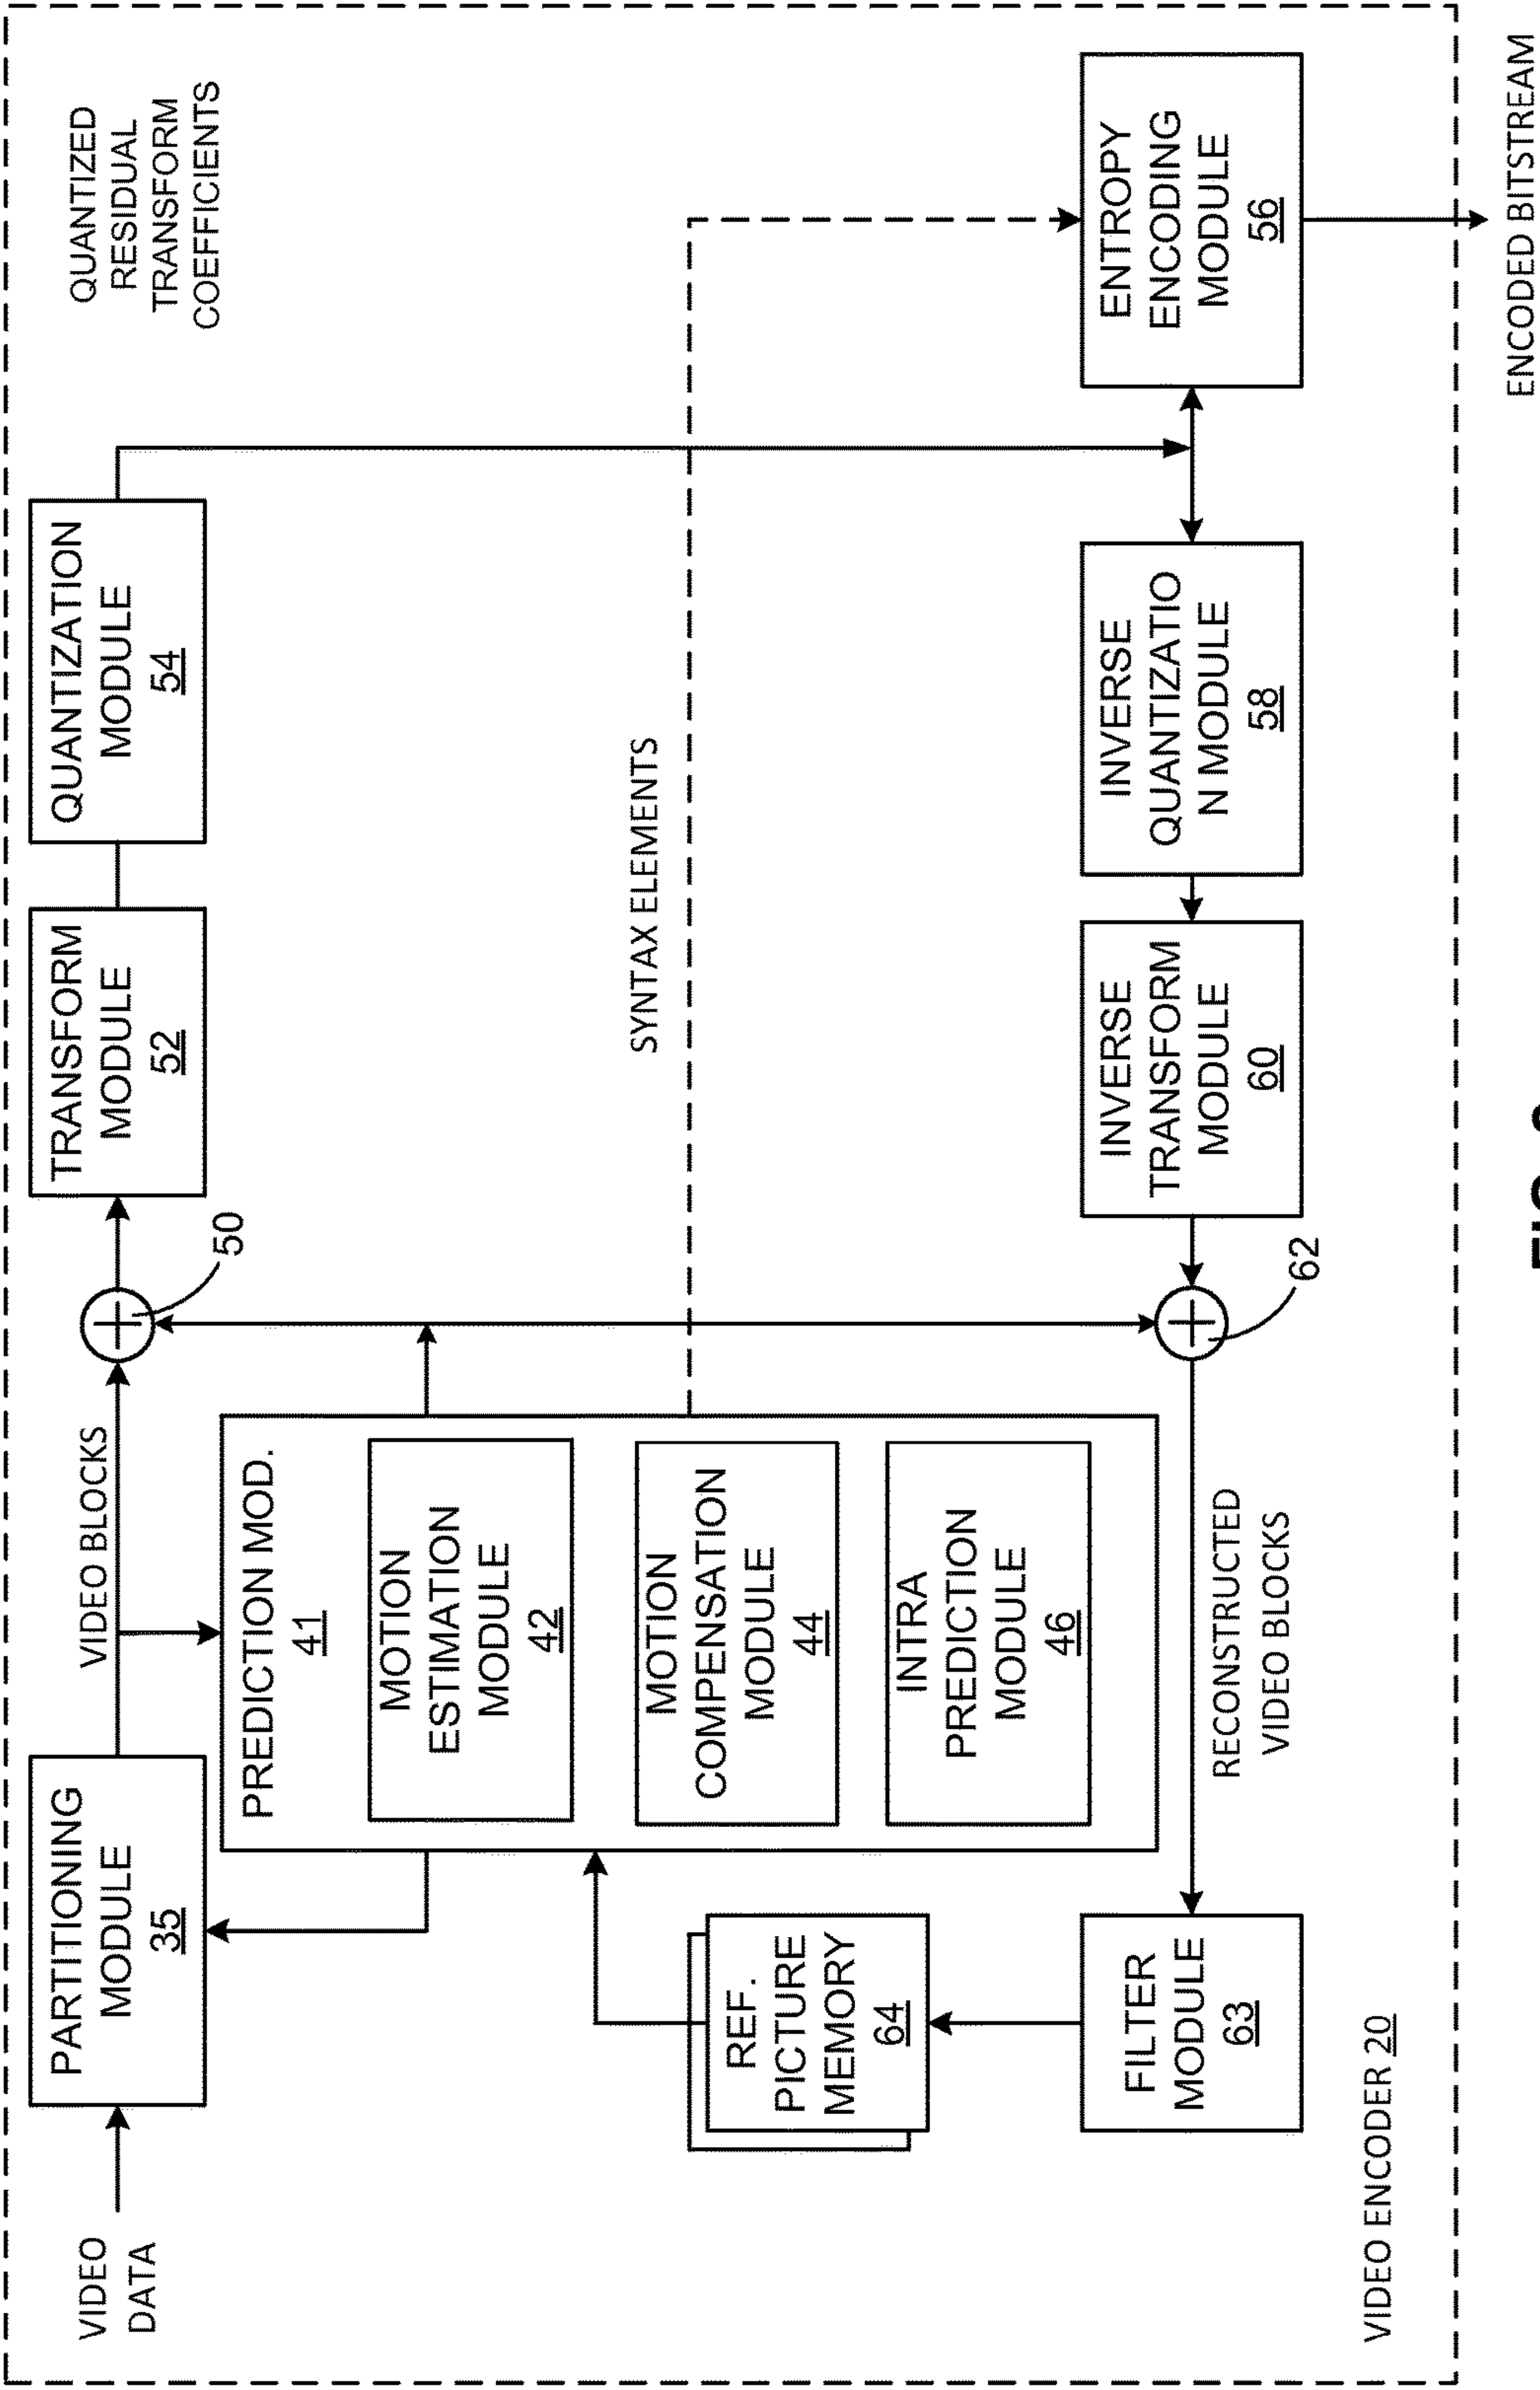 VIDEO
DATA
PARTITIONING
MODULE
35
VIDEO BLOCKS
50
TRANSFORM
MODULE
52
QUANTIZATION
MODULE
54
QUANTIZED
RESIDUAL
TRANSFORM
COEFFICIENTS
PREDICTION MOD.
41
MOTION
ESTIMATION
MODULE
42
MOTION
COMPENSATION
MODULE
44
INTRA
PREDICTION
MODULE
46
SYNTAX ELEMENTS
REF.
PICTURE
MEMORY
64
FILTER
MODULE
63
RECONSTRUCTED
VIDEO BLOCKS
62
INVERSE
TRANSFORM
MODULE
60
INVERSE
QUANTIZATIO
N MODULE
58
ENTROPY
ENCODING
MODULE
56
VIDEO ENCODER 20
ENCODED BITSTREAM